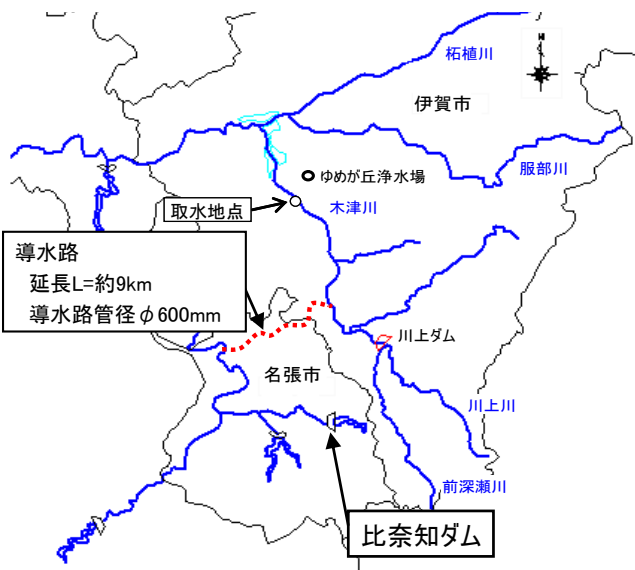 柘植川
伊賀市
服部川
ゆめが丘浄水場
取水地点
木津川
導水路
延長L=約9km
導水路管径φ600mm
川上ダム
名張市
川上川
前深瀬川
比奈知ダム